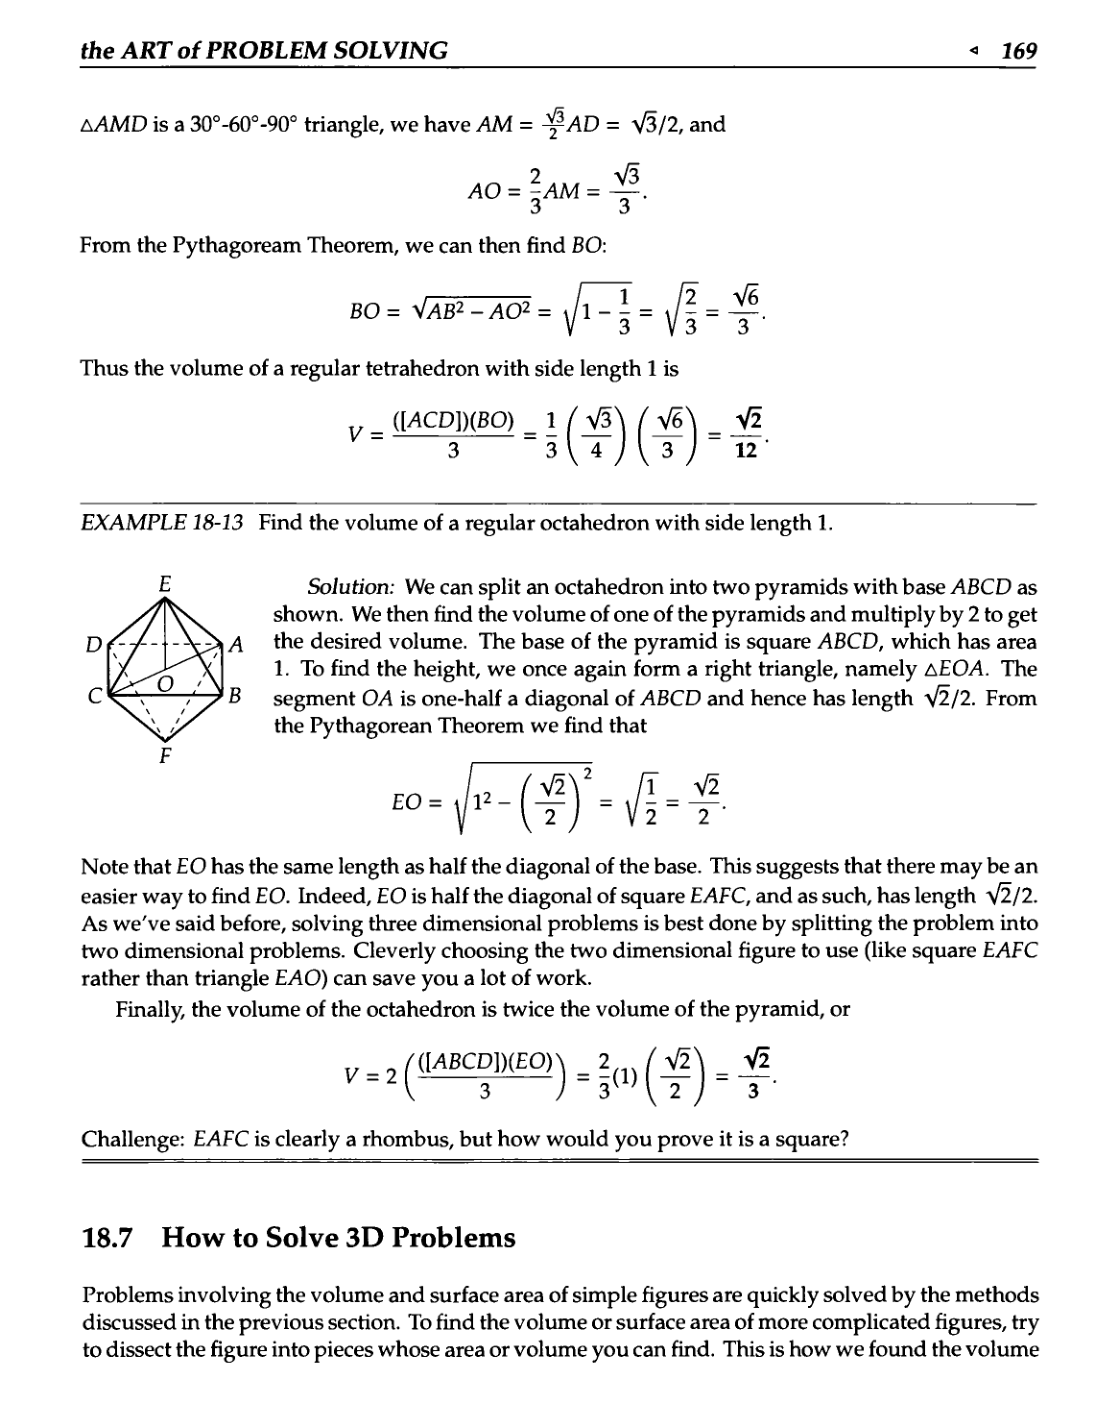 the ART of PROBLEM SOLVING ◃ 169
△AMD is a 30°-60°-90° triangle, we have AM = √3/2 AD = √3/2, and
AO = 2/3 AM = √3/3.
From the Pythagoream Theorem, we can then find BO:
BO = √(AB² − AO²) = √(1 − 1/3) = √(2/3) = √6/3.
Thus the volume of a regular tetrahedron with side length 1 is
V = ([ACD])(BO)/3 = 1/3 (√3/4) (√6/3) = √2/12.
EXAMPLE 18-13 Find the volume of a regular octahedron with side length 1.
E
D
A
O
C
B
F
Solution: We can split an octahedron into two pyramids with base ABCD as
shown. We then find the volume of one of the pyramids and multiply by 2 to get
the desired volume. The base of the pyramid is square ABCD, which has area
1. To find the height, we once again form a right triangle, namely △EOA. The
segment OA is one-half a diagonal of ABCD and hence has length √2/2. From
the Pythagorean Theorem we find that
EO = √(1² − (√2/2)²) = √(1/2) = √2/2.
Note that EO has the same length as half the diagonal of the base. This suggests that there may be an
easier way to find EO. Indeed, EO is half the diagonal of square EAFC, and as such, has length √2/2.
As we've said before, solving three dimensional problems is best done by splitting the problem into
two dimensional problems. Cleverly choosing the two dimensional figure to use (like square EAFC
rather than triangle EAO) can save you a lot of work.
Finally, the volume of the octahedron is twice the volume of the pyramid, or
V = 2 (([ABCD])(EO)/3) = 2/3 (1) (√2/2) = √2/3.
Challenge: EAFC is clearly a rhombus, but how would you prove it is a square?
18.7 How to Solve 3D Problems
Problems involving the volume and surface area of simple figures are quickly solved by the methods
discussed in the previous section. To find the volume or surface area of more complicated figures, try
to dissect the figure into pieces whose area or volume you can find. This is how we found the volume